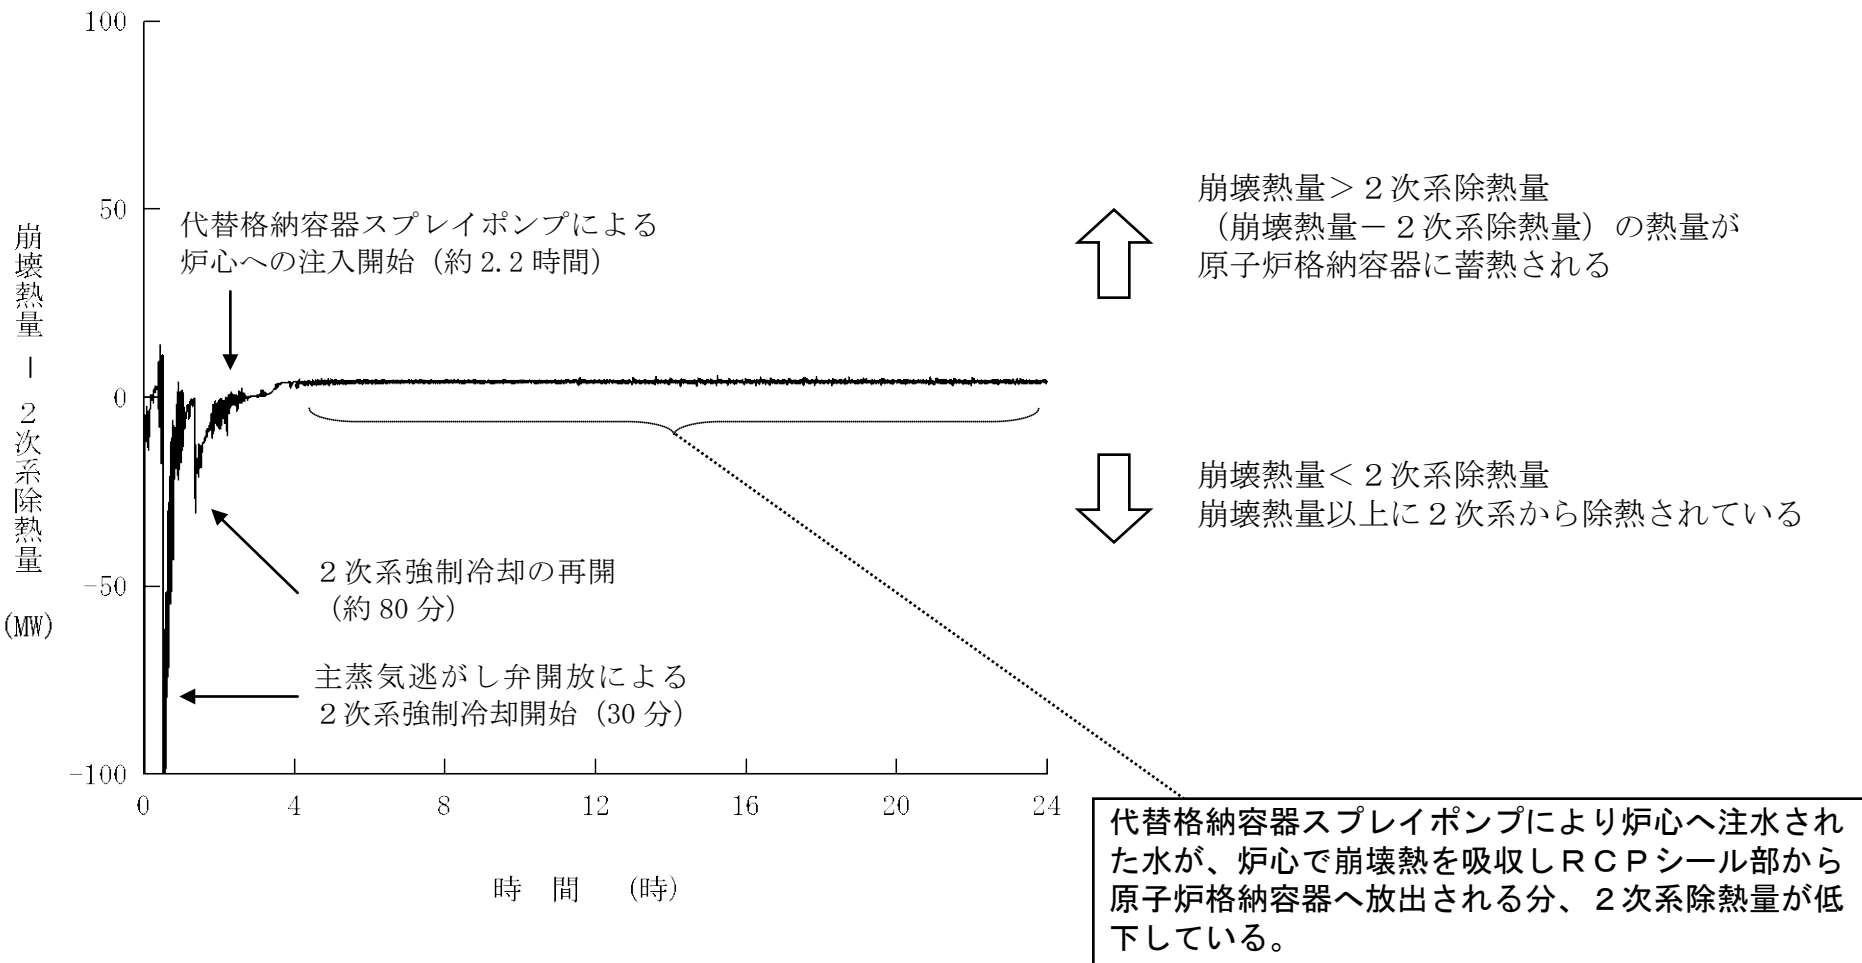 100
50
0
-50
-100
崩壊熱量 － ２次系除熱量
(MW)
代替格納容器スプレイポンプによる
炉心への注入開始（約 2.2 時間）
２次系強制冷却の再開
（約 80 分）
主蒸気逃がし弁開放による
２次系強制冷却開始（30 分）
0 4 8 12 16 20 24
時　間　(時)
崩壊熱量＞２次系除熱量
（崩壊熱量－２次系除熱量）の熱量が
原子炉格納容器に蓄熱される
崩壊熱量＜２次系除熱量
崩壊熱量以上に２次系から除熱されている
代替格納容器スプレイポンプにより炉心へ注水され
た水が、炉心で崩壊熱を吸収しＲＣＰシール部から
原子炉格納容器へ放出される分、２次系除熱量が低
下している。